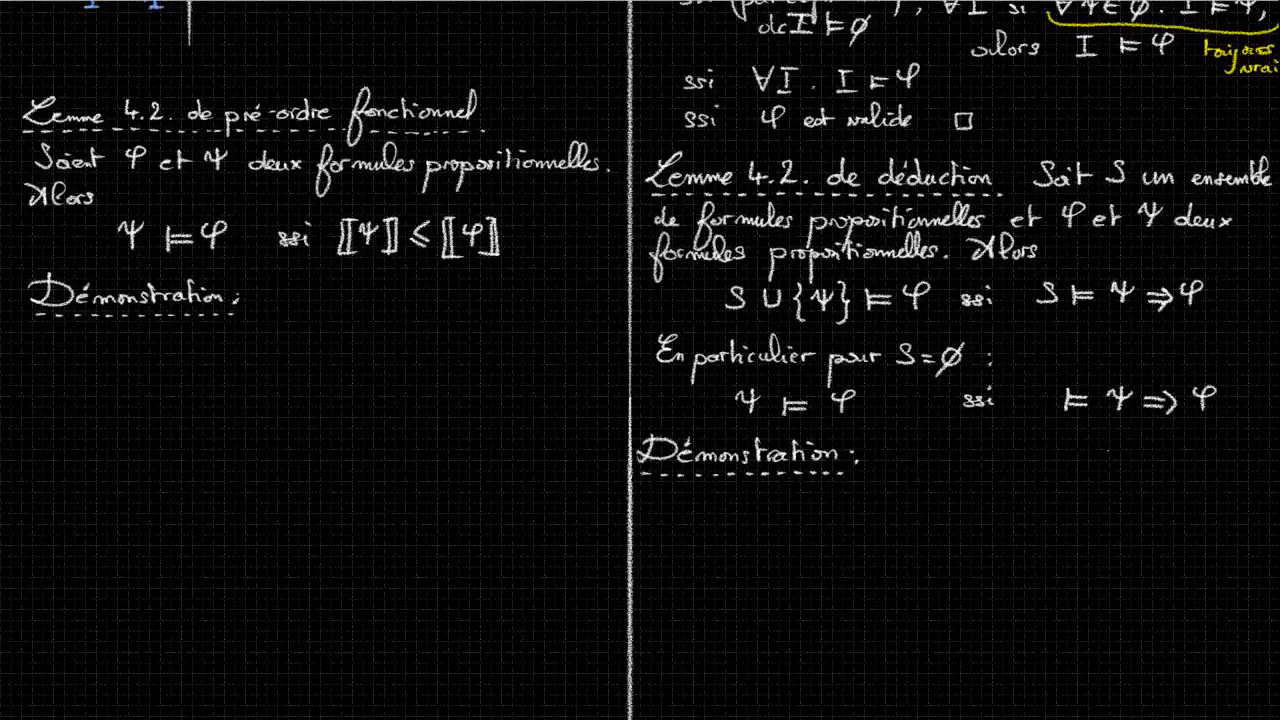 Lemme 4.2. de pré-ordre fonctionnel
Soient φ et ψ deux formules propositionnelles.
Alors
ψ ⊨ φ ssi ⟦ψ⟧ ≤ ⟦φ⟧
Démonstration :
de I ⊨ ∅
alors I ⊨ φ toujours
vrai
ssi ∀I . I ⊨ φ
ssi φ est valide □
Lemme 4.2. de déduction Soit S un ensemble
de formules propositionnelles et φ et ψ deux
formules propositionnelles. Alors
S ∪ {ψ} ⊨ φ ssi S ⊨ ψ ⇒ φ
En particulier pour S = ∅ :
ψ ⊨ φ ssi ⊨ ψ ⇒ φ
Démonstration :